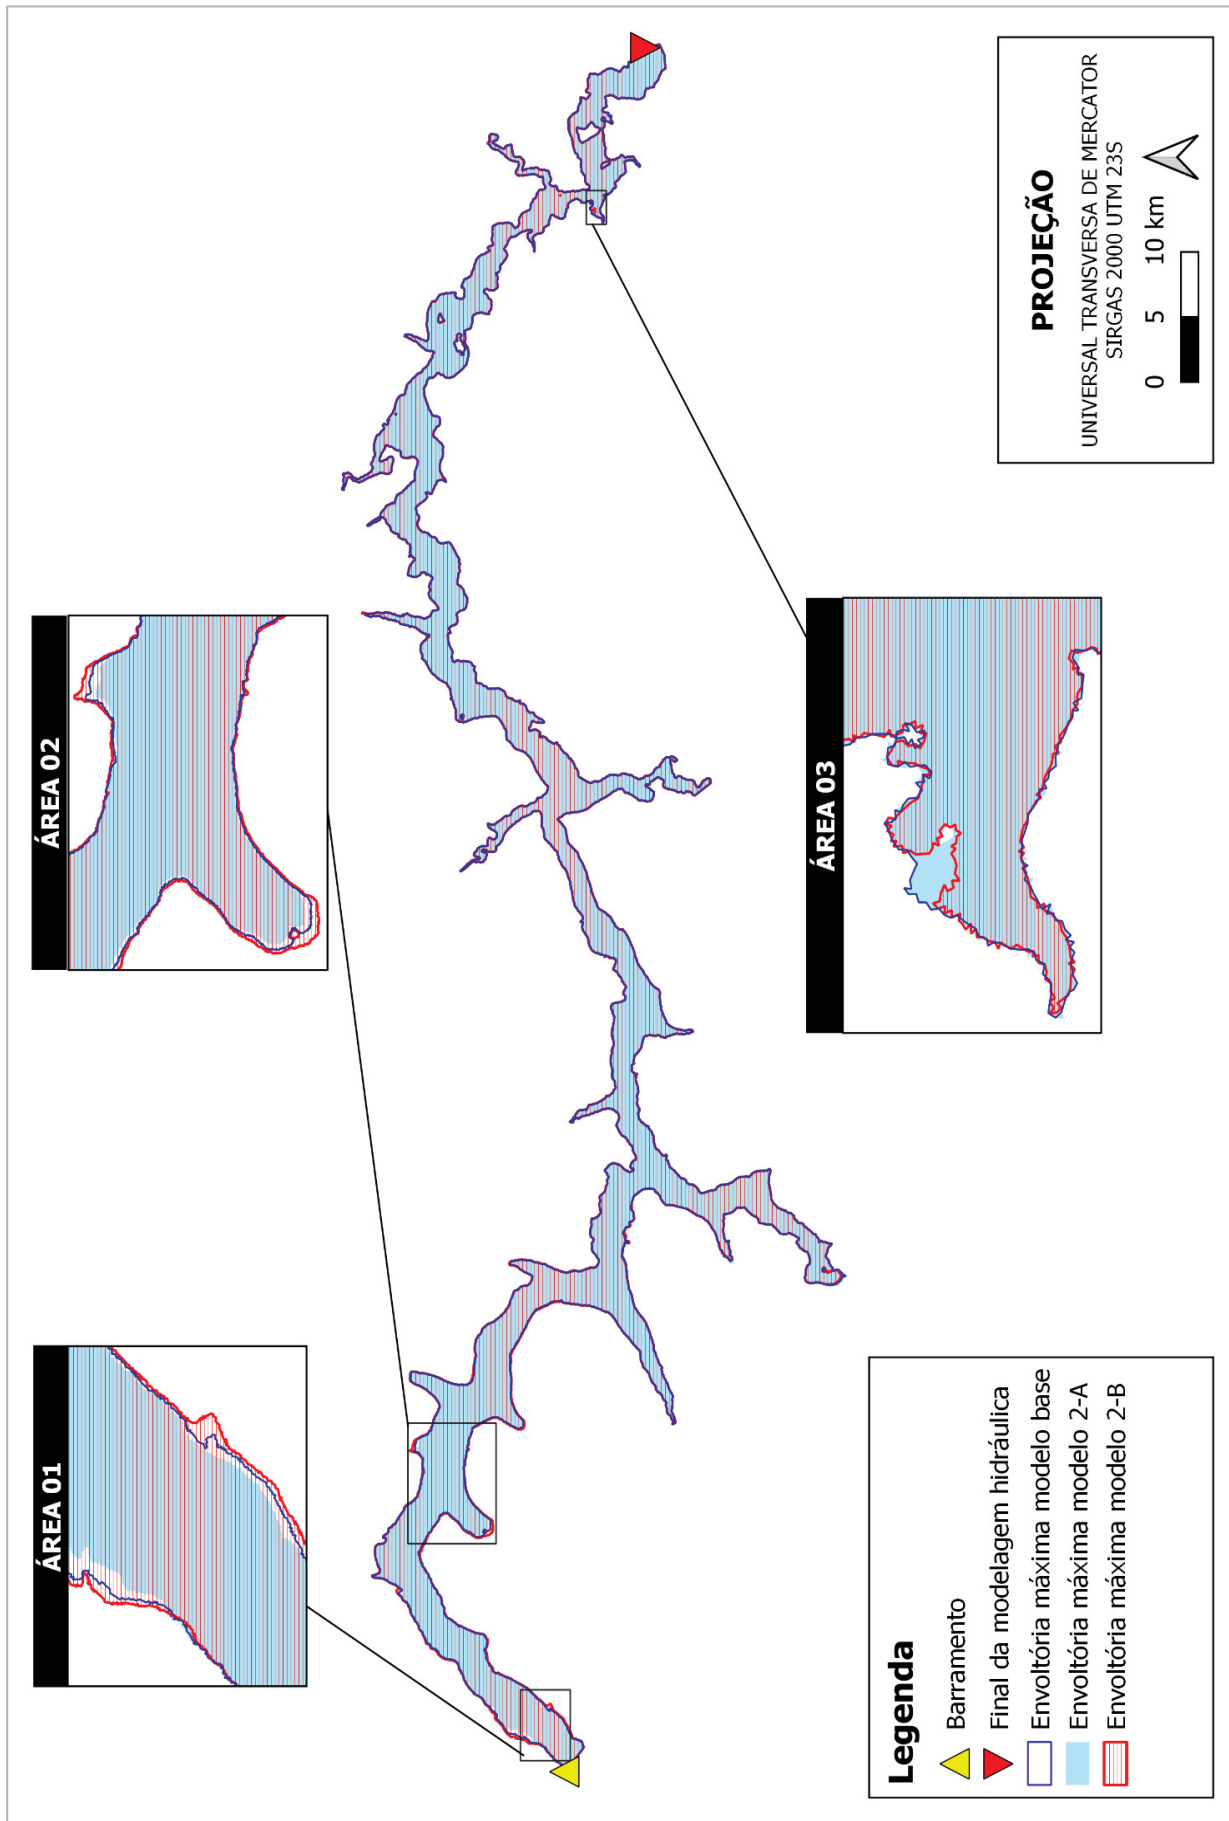 ÁREA 01
ÁREA 02
ÁREA 03
Legenda
Barramento
Final da modelagem hidráulica
Envoltória máxima modelo base
Envoltória máxima modelo 2-A
Envoltória máxima modelo 2-B
PROJEÇÃO
UNIVERSAL TRANSVERSA DE MERCATOR
SIRGAS 2000 UTM 23S
0 5 10 km